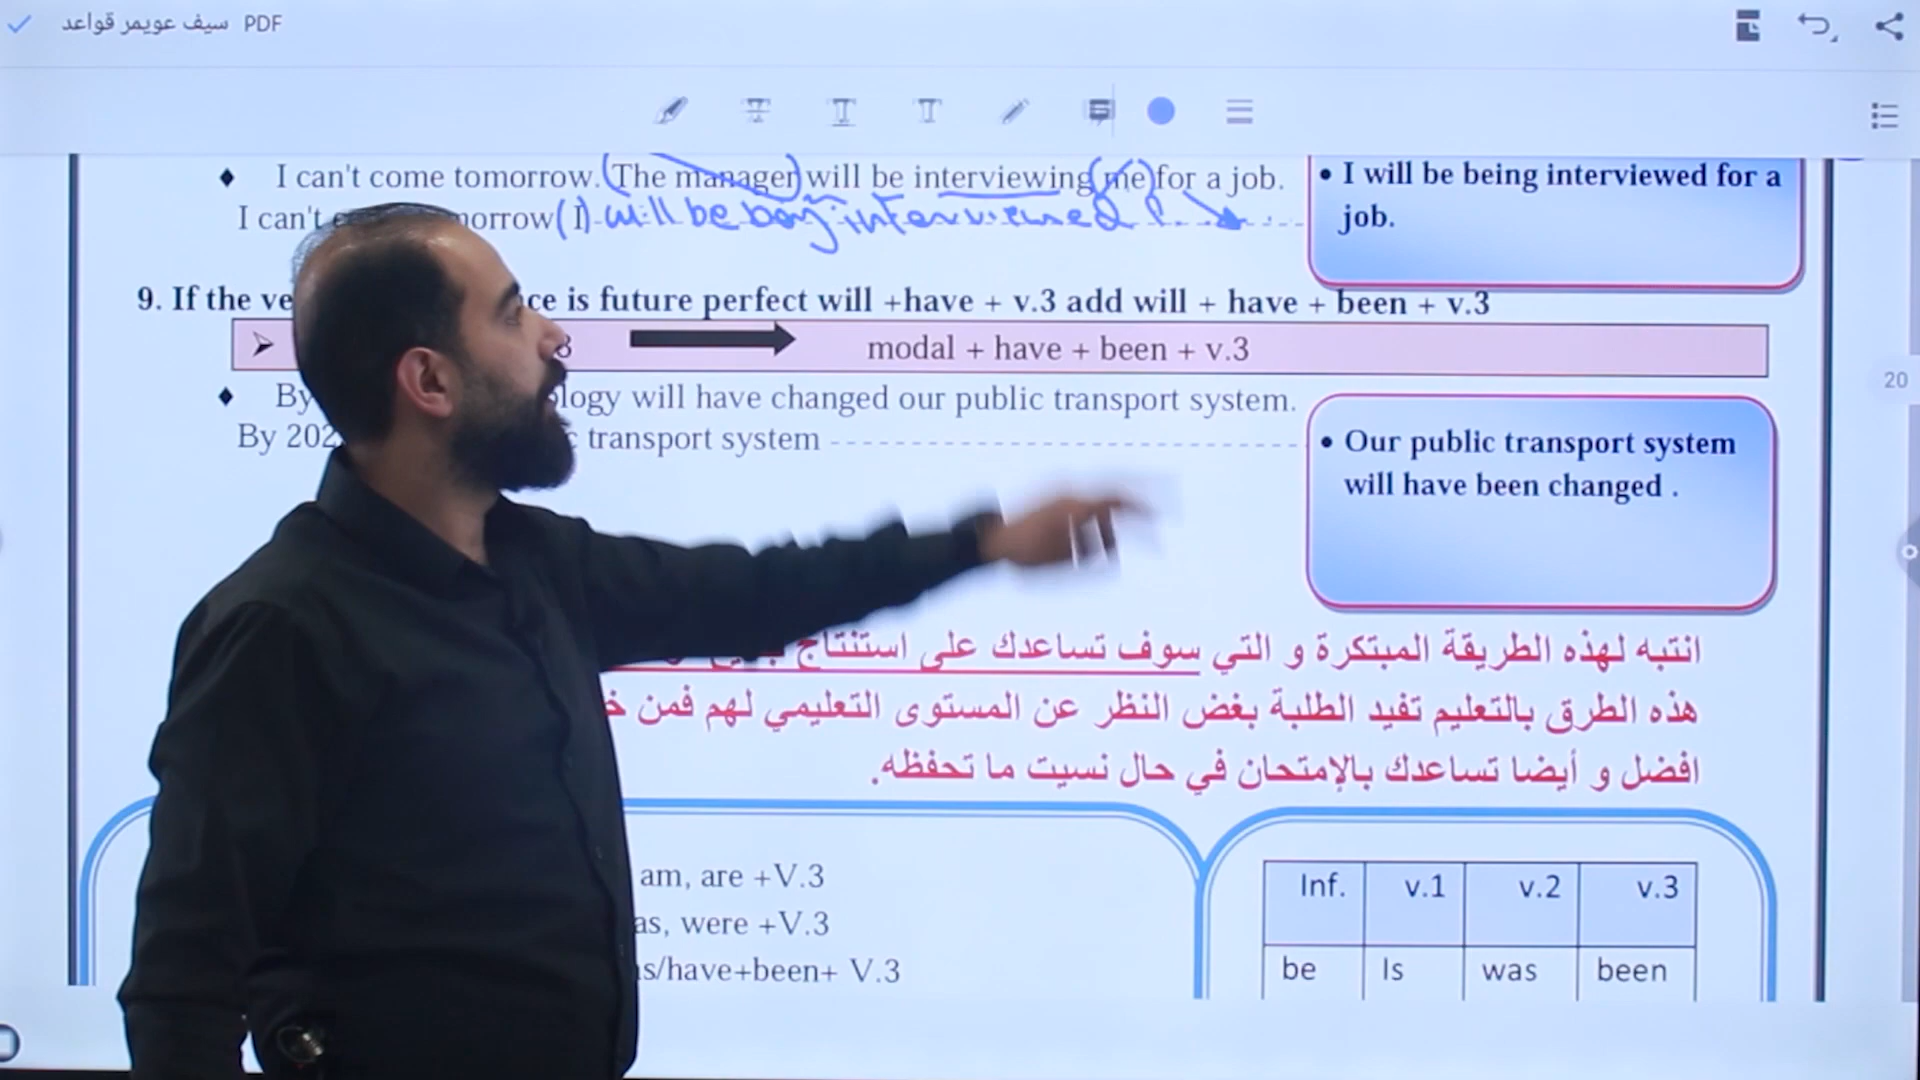 سيف عويمر قواعد PDF
I can't come tomorrow. (The manager) will be interviewing (me) for a job.
I can't tomorrow (I) will be being interviewed
• I will be being interviewed for a
job.
9. If the ce is future perfect will +have + v.3 add will + have + been + v.3
modal + have + been + v.3
By logy will have changed our public transport system.
By 202 transport system
• Our public transport system
will have been changed .
20
انتبه لهذه الطريقة المبتكرة و التي سوف تساعدك على استنتاج
هذه الطرق بالتعليم تفيد الطلبة بغض النظر عن المستوى التعليمي لهم فمن
افضل و أيضا تساعدك بالإمتحان في حال نسيت ما تحفظه.
am, are +V.3
as, were +V.3
s/have+been+ V.3
Inf. v.1 v.2 v.3
be Is was been